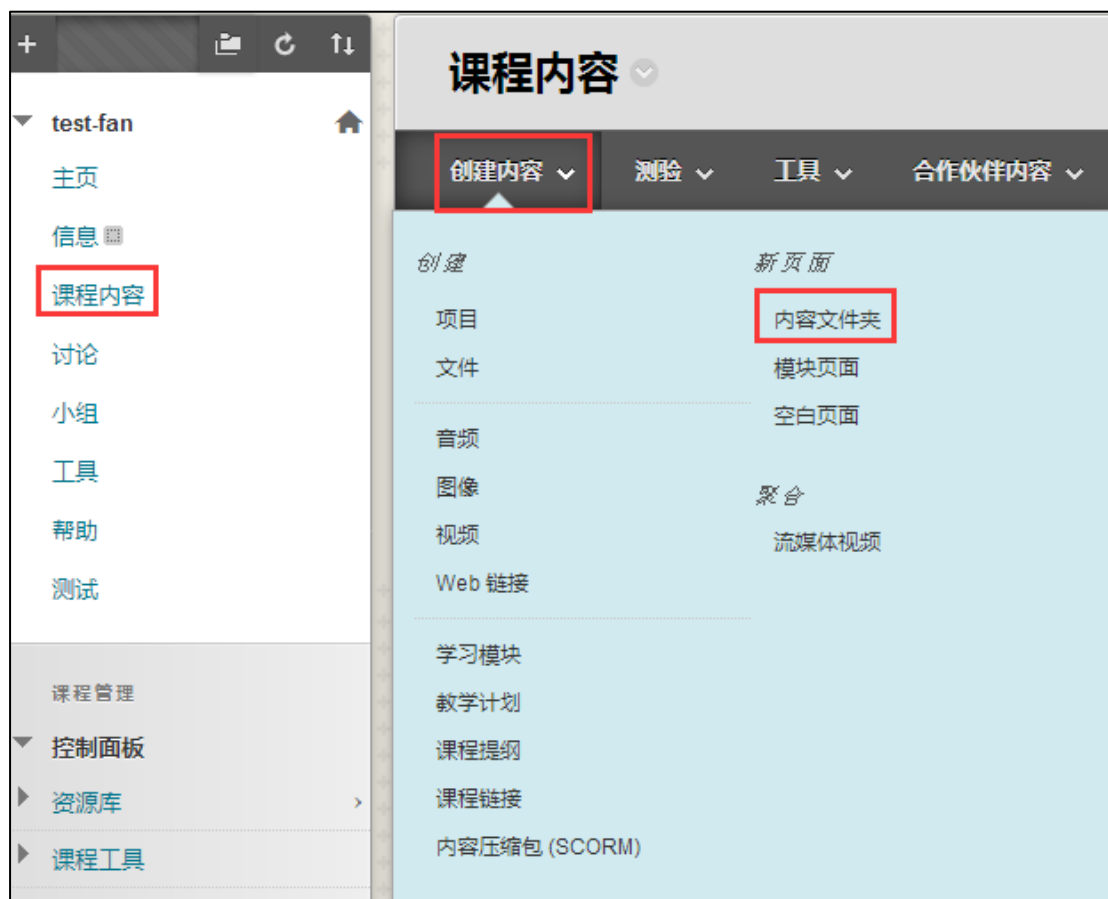 test-fan
主页
信息
课程内容
讨论
小组
工具
帮助
测试
课程管理
控制面板
资源库
课程工具
课程内容
创建内容 测验 工具 合作伙伴内容
创建
项目
文件
音频
图像
视频
Web 链接
学习模块
教学计划
课程提纲
课程链接
内容压缩包 (SCORM)
新页面
内容文件夹
模块页面
空白页面
聚合
流媒体视频